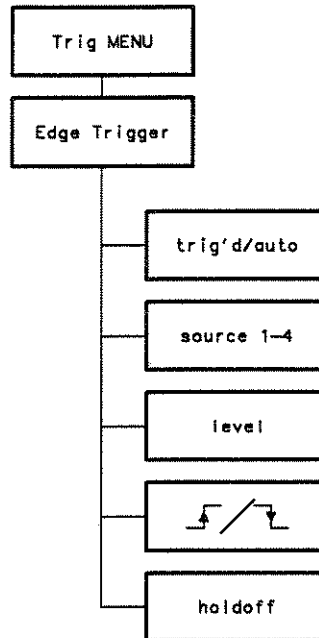 Trig MENU
Edge Trigger
trig'd/auto
source 1-4
level
holdoff